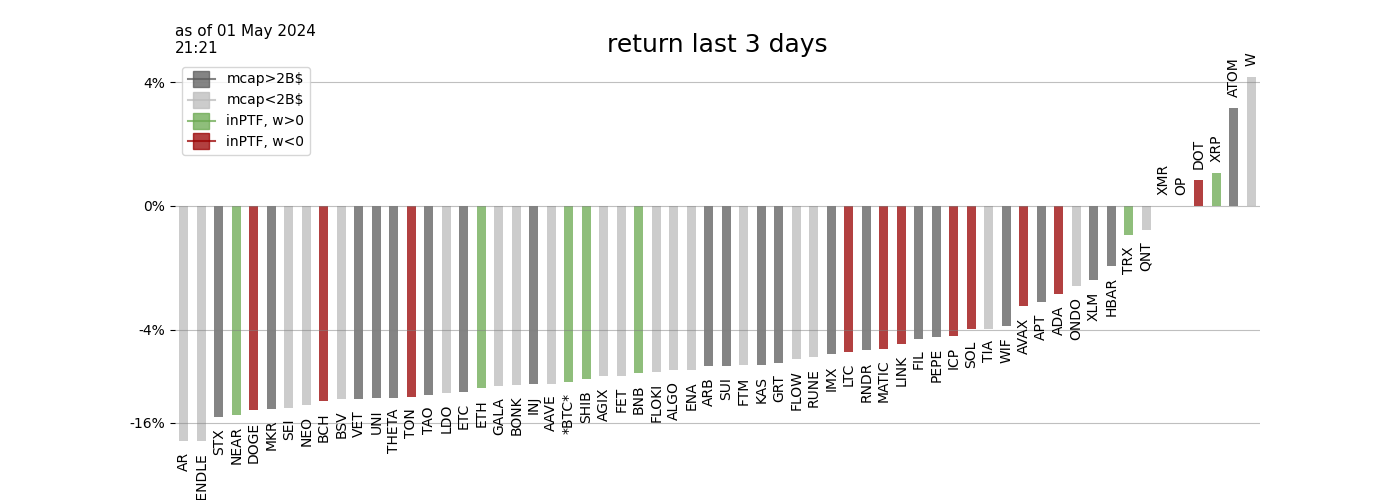 as of 01 May 2024
21:21
return last 3 days
mcap>2B$
mcap<2B$
inPTF, w>0
inPTF, w<0
4%
0%
-4%
-16%
AR
ENDLE
STX
NEAR
DOGE
MKR
SEI
NEO
BCH
BSV
VET
UNI
THETA
TON
TAO
LDO
ETC
ETH
GALA
BONK
INJ
AAVE
*BTC*
SHIB
AGIX
FET
BNB
FLOKI
ALGO
ENA
ARB
SUI
FTM
KAS
GRT
FLOW
RUNE
IMX
LTC
RNDR
MATIC
LINK
FIL
PEPE
ICP
SOL
TIA
WIF
AVAX
APT
ADA
ONDO
XLM
HBAR
TRX
QNT
XMR
OP
DOT
XRP
ATOM
W